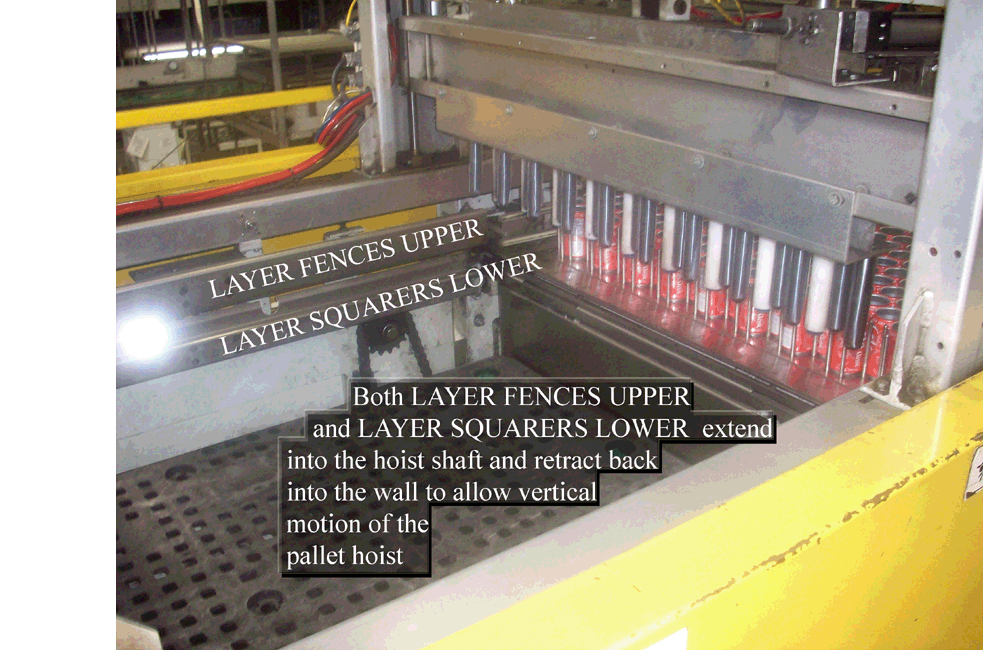 LAYER FENCES UPPER
LAYER SQUARERS LOWER
Both LAYER FENCES UPPER
and LAYER SQUARERS LOWER extend
into the hoist shaft and retract back
into the wall to allow vertical
motion of the
pallet hoist